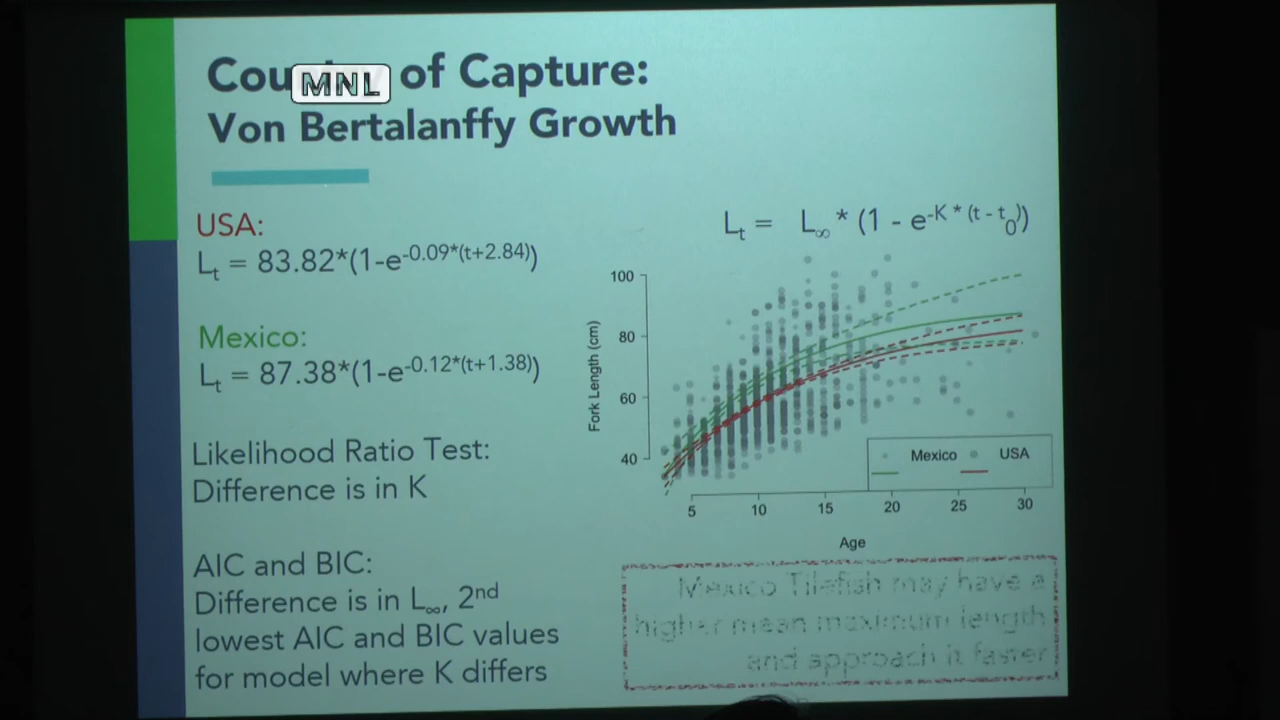 Cou MNL of Capture:
Von Bertalanffy Growth
USA:
Lt = 83.82*(1-e-0.09*(t+2.84))
Mexico:
Lt = 87.38*(1-e-0.12*(t+1.38))
Likelihood Ratio Test:
Difference is in K
AIC and BIC:
Difference is in L∞, 2nd
lowest AIC and BIC values
for model where K differs
Lt = L∞ * (1 - e-K * (t - t0))
100
80
60
40
Fork Length (cm)
5 10 15 20 25 30
Age
Mexico USA
Mexico Tilefish may have a
higher mean maximum length
and approach it faster